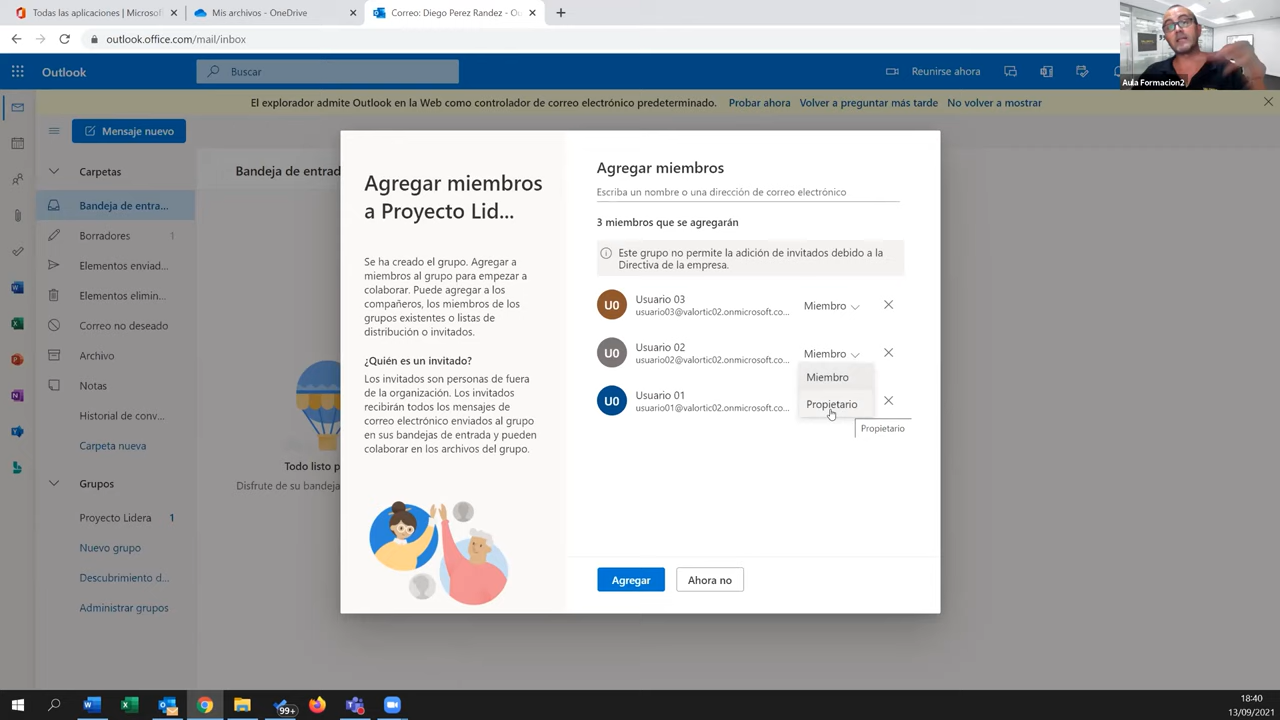 Todas las aplicaciones | Microsof
Mis archivos - OneDrive
Correo: Diego Perez Randez - Ou
outlook.office.com/mail/inbox
Aula Formacion2
Outlook
Buscar
Reunirse ahora
El explorador admite Outlook en la Web como controlador de correo electrónico predeterminado.
Probar ahora
Volver a preguntar más tarde
No volver a mostrar
Mensaje nuevo
Carpetas
Bandeja de entra...
Borradores 1
Elementos enviad...
Elementos elimin...
Correo no deseado
Archivo
Notas
Historial de conv...
Carpeta nueva
Grupos
Proyecto Lidera 1
Nuevo grupo
Descubrimiento d...
Administrar grupos
Bandeja de entrad
Todo listo p
Disfrute de su bandeja
Agregar miembros
a Proyecto Lid...
Se ha creado el grupo. Agregar a
miembros al grupo para empezar a
colaborar. Puede agregar a los
compañeros, los miembros de los
grupos existentes o listas de
distribución o invitados.
¿Quién es un invitado?
Los invitados son personas de fuera
de la organización. Los invitados
recibirán todos los mensajes de
correo electrónico enviados al grupo
en sus bandejas de entrada y pueden
colaborar en los archivos del grupo.
Agregar miembros
Escriba un nombre o una dirección de correo electrónico
3 miembros que se agregarán
Este grupo no permite la adición de invitados debido a la
Directiva de la empresa.
U0
Usuario 03
usuario03@valortic02.onmicrosoft.co...
Miembro
U0
Usuario 02
usuario02@valortic02.onmicrosoft.co...
Miembro
Miembro
Propietario
U0
Usuario 01
usuario01@valortic02.onmicrosoft.co...
Propietario
Agregar
Ahora no
99+
18:40
13/09/2021